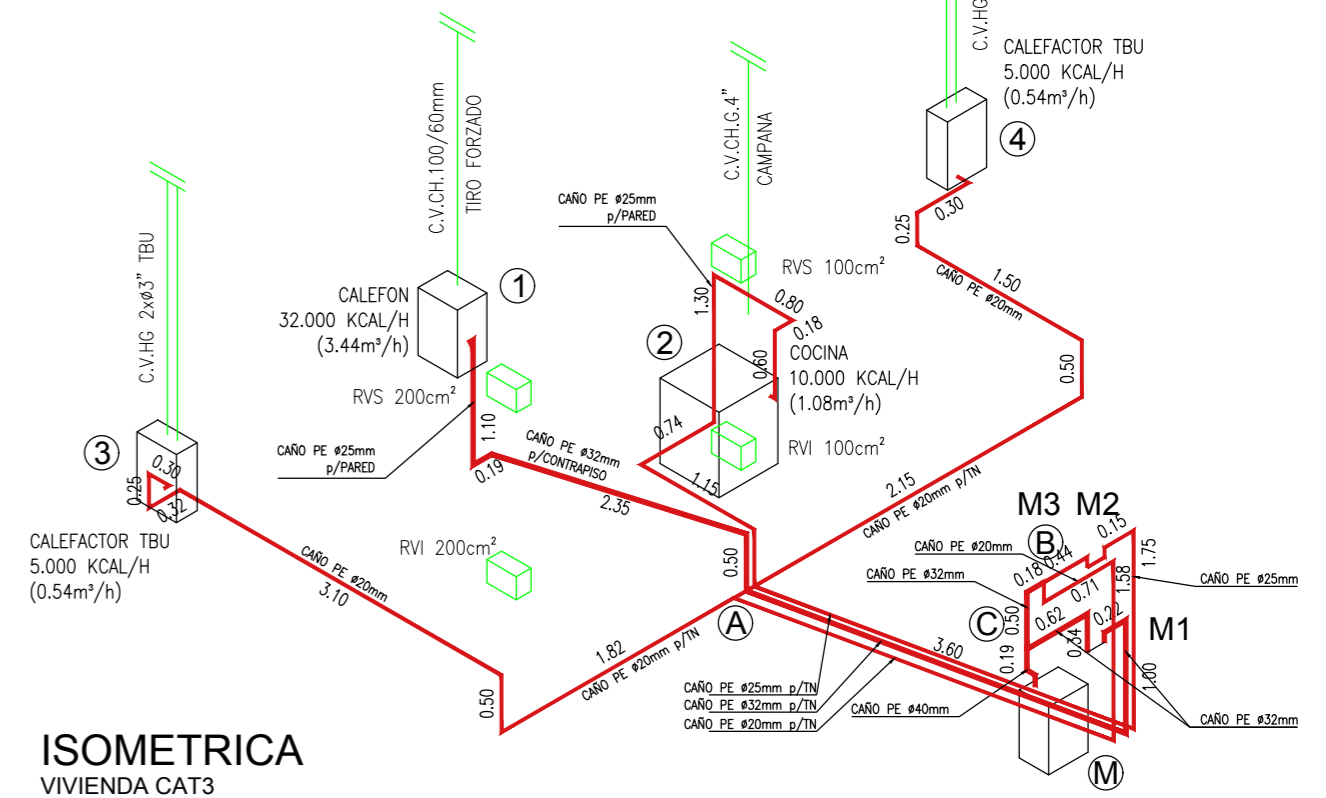 C.V.HG
CALEFACTOR TBU
5.000 KCAL/H
(0.54m³/h)
4
0.30
0.25
1.50
CAÑO PE ø20mm
0.50
2.15
CAÑO PE ø20mm p/TN
C.V.CH.G.4"
CAMPANA
CAÑO PE ø25mm
p/PARED
RVS 100cm²
1.30
0.80
0.18
0.60
2
COCINA
10.000 KCAL/H
(1.08m³/h)
RVI 100cm²
0.74
1.15
C.V.CH.100/60mm
TIRO FORZADO
1
CALEFON
32.000 KCAL/H
(3.44m³/h)
RVS 200cm²
1.10
CAÑO PE ø25mm
p/PARED
0.19
CAÑO PE ø32mm
p/CONTRAPISO
2.35
0.50
RVI 200cm²
C.V.HG 2xø3" TBU
3
0.30
0.25
0.32
CALEFACTOR TBU
5.000 KCAL/H
(0.54m³/h)
CAÑO PE ø20mm
3.10
0.50
1.82
CAÑO PE ø20mm p/TN
A
3.60
CAÑO PE ø25mm p/TN
CAÑO PE ø32mm p/TN
CAÑO PE ø20mm p/TN
M3 M2
B
0.15
1.75
CAÑO PE ø20mm
0.18
0.44
CAÑO PE ø32mm
0.71
1.58
CAÑO PE ø25mm
C
0.50
0.62
0.34
0.22
M1
0.19
1.00
CAÑO PE ø40mm
CAÑO PE ø32mm
M
ISOMETRICA
VIVIENDA CAT3